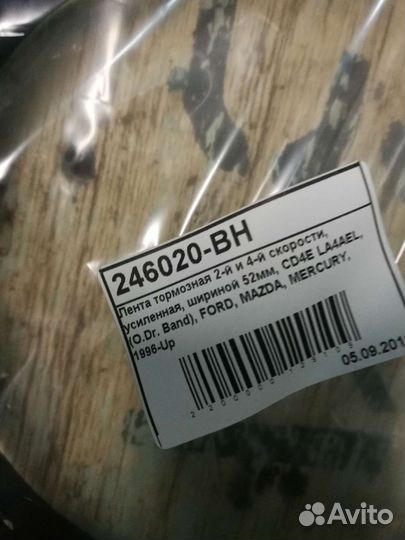 246020-BH
Лента тормозная 2-й и 4-й скорости,
усиленная, шириной 52мм, CD4E LA4AEL,
(O.Dr. Band), FORD, MAZDA, MERCURY,
1996-Up
05.09.201
Avito